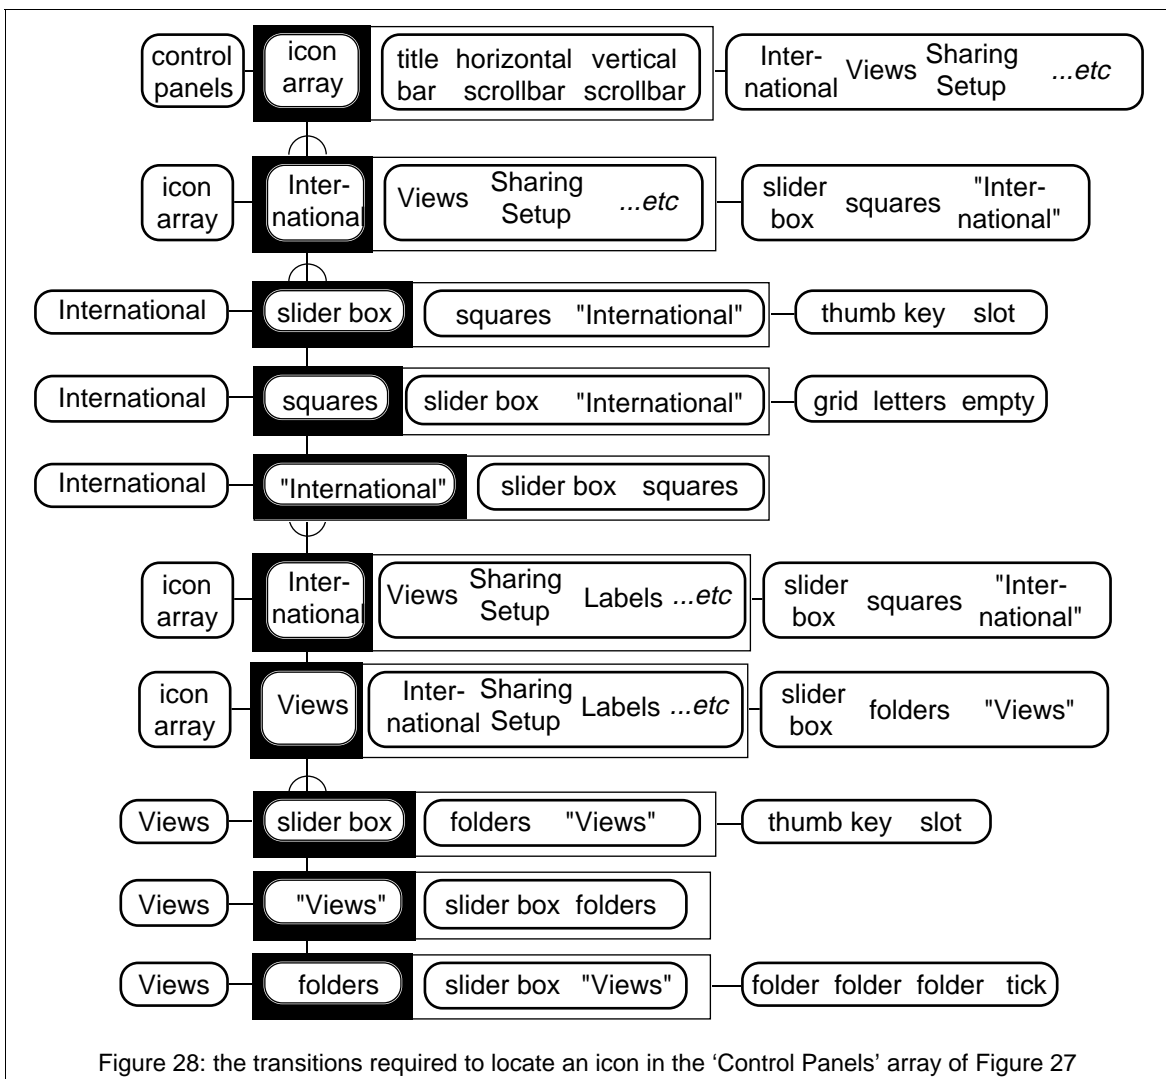 control panels
icon array
title bar horizontal scrollbar vertical scrollbar
Inter-national Views Sharing Setup ...etc
icon array
Inter-national
Views Sharing Setup ...etc
slider box squares "Inter-national"
International
slider box
squares "International"
thumb key slot
International
squares
slider box "International"
grid letters empty
International
"International"
slider box squares
icon array
Inter-national
Views Sharing Setup Labels ...etc
slider box squares "Inter-national"
icon array
Views
Inter-national Sharing Setup Labels ...etc
slider box folders "Views"
Views
slider box
folders "Views"
thumb key slot
Views
"Views"
slider box folders
Views
folders
slider box "Views"
folder folder folder tick
Figure 28: the transitions required to locate an icon in the ‘Control Panels’ array of Figure 27